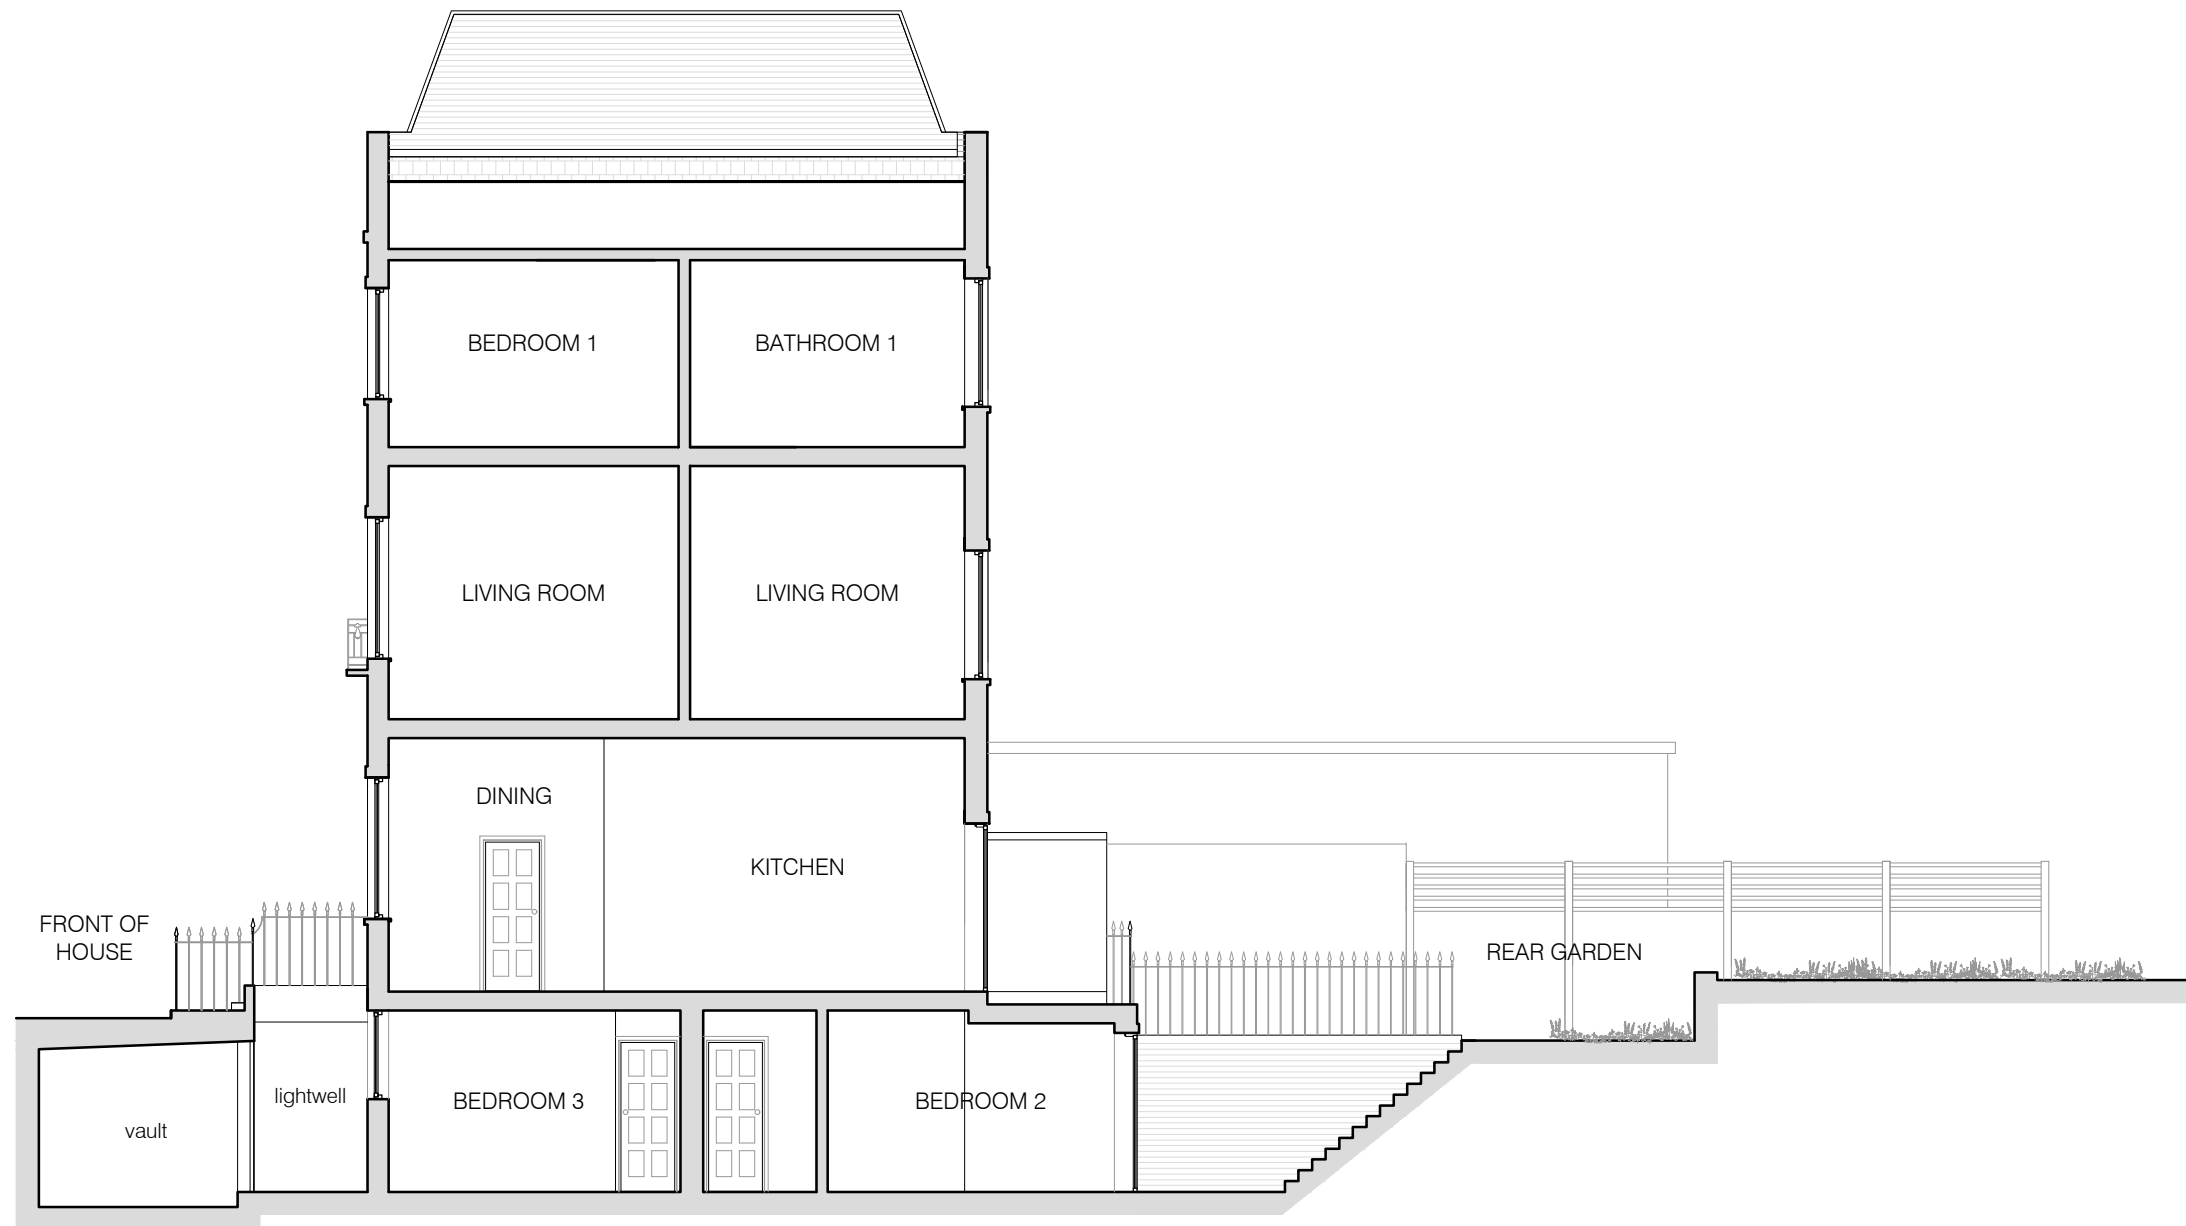 BEDROOM 1
BATHROOM 1
LIVING ROOM
LIVING ROOM
DINING
KITCHEN
FRONT OF
HOUSE
REAR GARDEN
lightwell
BEDROOM 3
BEDROOM 2
vault